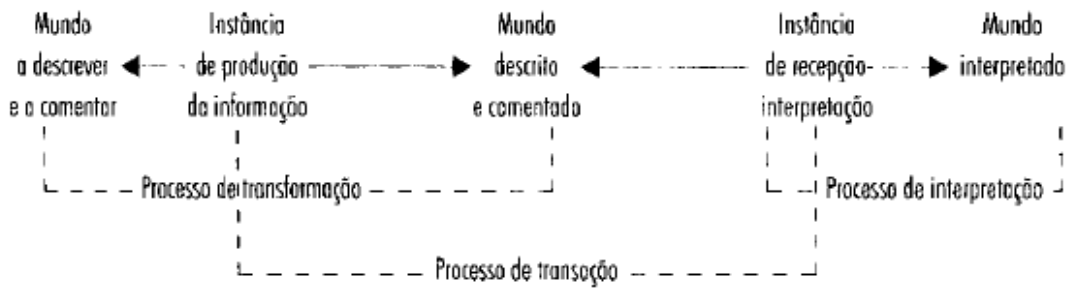 Mundo
a descrever
e a comentar
Instância
de produção
da informação
Mundo
descrito
e comentado
Instância
de recepção-
interpretação
Mundo
interpretado
Processo de transformação
Processo de interpretação
Processo de transação